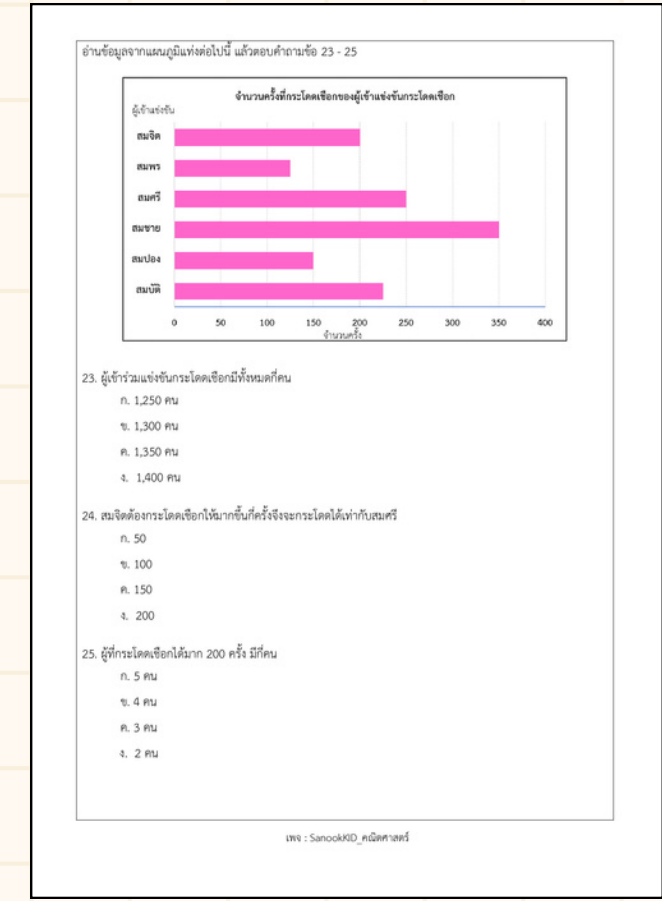 อ่านข้อมูลจากแผนภูมิแท่งต่อไปนี้ แล้วตอบคำถามข้อ 23 - 25
จำนวนครั้งที่กระโดดเชือกของผู้เข้าแข่งขันกระโดดเชือก
ผู้เข้าแข่งขัน
สมจิต
สมพร
สมศรี
สมชาย
สมปอง
สมบัติ
0 50 100 150 200 250 300 350 400
จำนวนครั้ง
23. ผู้เข้าร่วมแข่งขันกระโดดเชือกมีทั้งหมดกี่คน
ก. 1,250 คน
ข. 1,300 คน
ค. 1,350 คน
ง. 1,400 คน
24. สมจิตต้องกระโดดเชือกให้มากขึ้นกี่ครั้งจึงจะกระโดดได้เท่ากับสมศรี
ก. 50
ข. 100
ค. 150
ง. 200
25. ผู้ที่กระโดดเชือกได้มาก 200 ครั้ง มีกี่คน
ก. 5 คน
ข. 4 คน
ค. 3 คน
ง. 2 คน
เพจ : SanookKID_คณิตศาสตร์